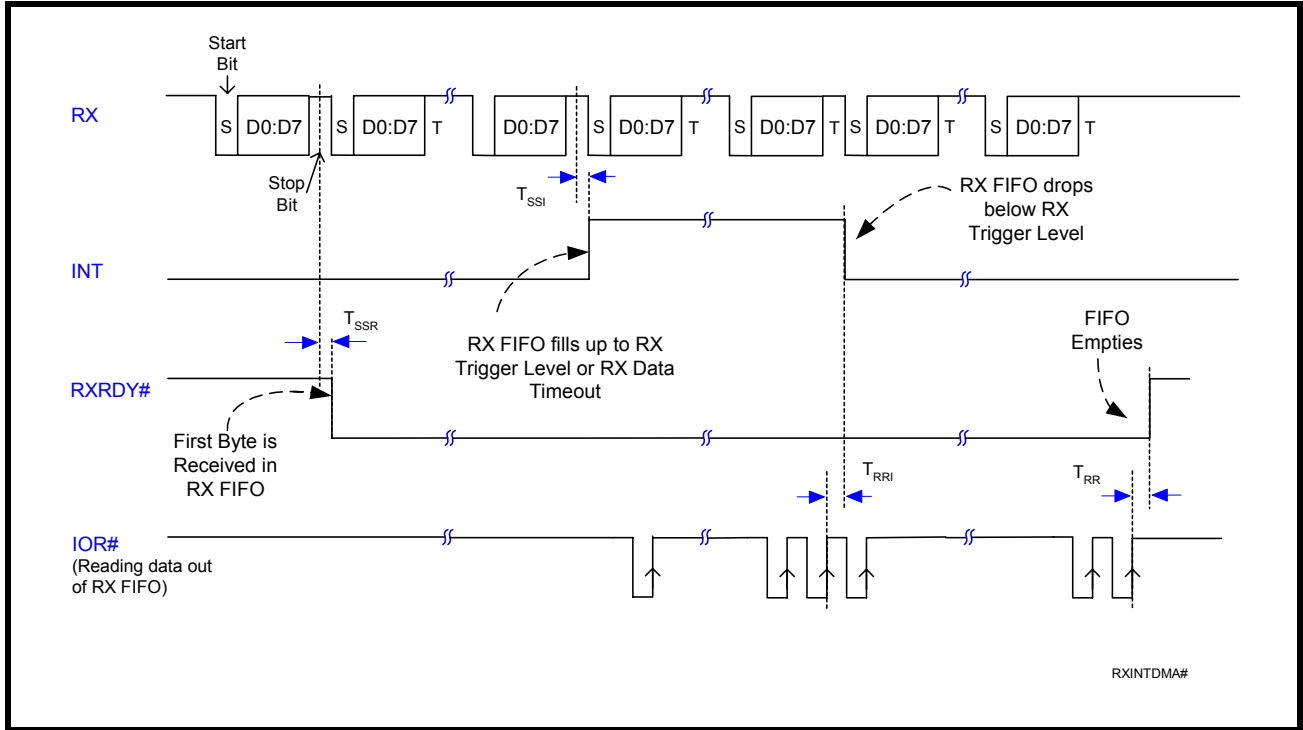 Start
Bit
RX
S D0:D7 S D0:D7 T D0:D7 S D0:D7 T S D0:D7 T S D0:D7 T S D0:D7 T
Stop
Bit
TSSI
RX FIFO drops
below RX
Trigger Level
INT
TSSR
RX FIFO fills up to RX
Trigger Level or RX Data
Timeout
FIFO
Empties
RXRDY#
First Byte is
Received in
RX FIFO
TRRI
TRR
IOR#
(Reading data out
of RX FIFO)
RXINTDMA#